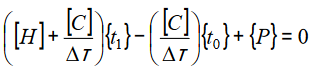 ([H] + [C]/Δτ){t₁} − ([C]/Δτ){t₀} + {P} = 0